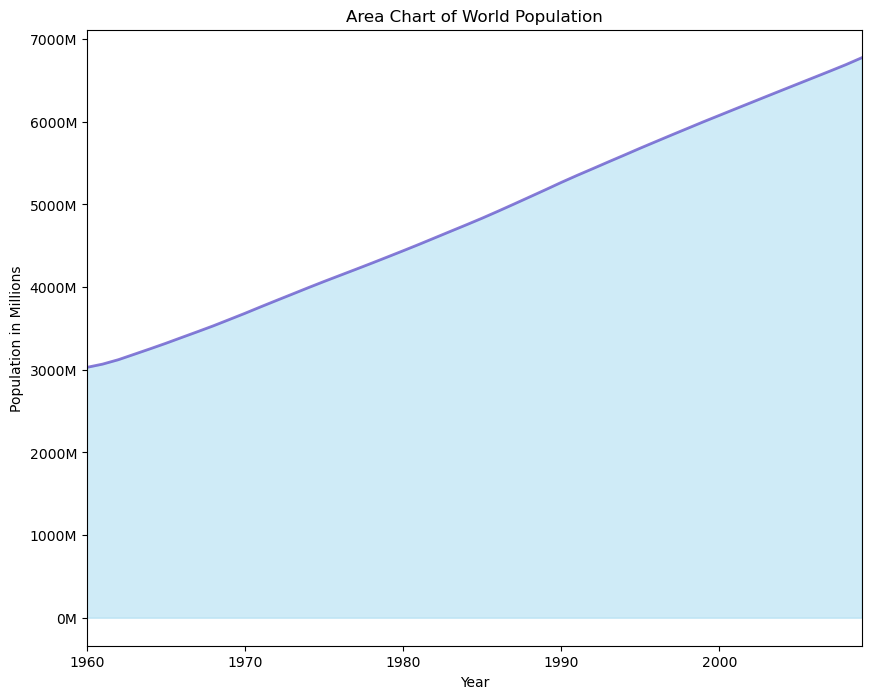 Area Chart of World Population
7000M
6000M
5000M
4000M
3000M
2000M
1000M
0M
Population in Millions
1960 1970 1980 1990 2000
Year